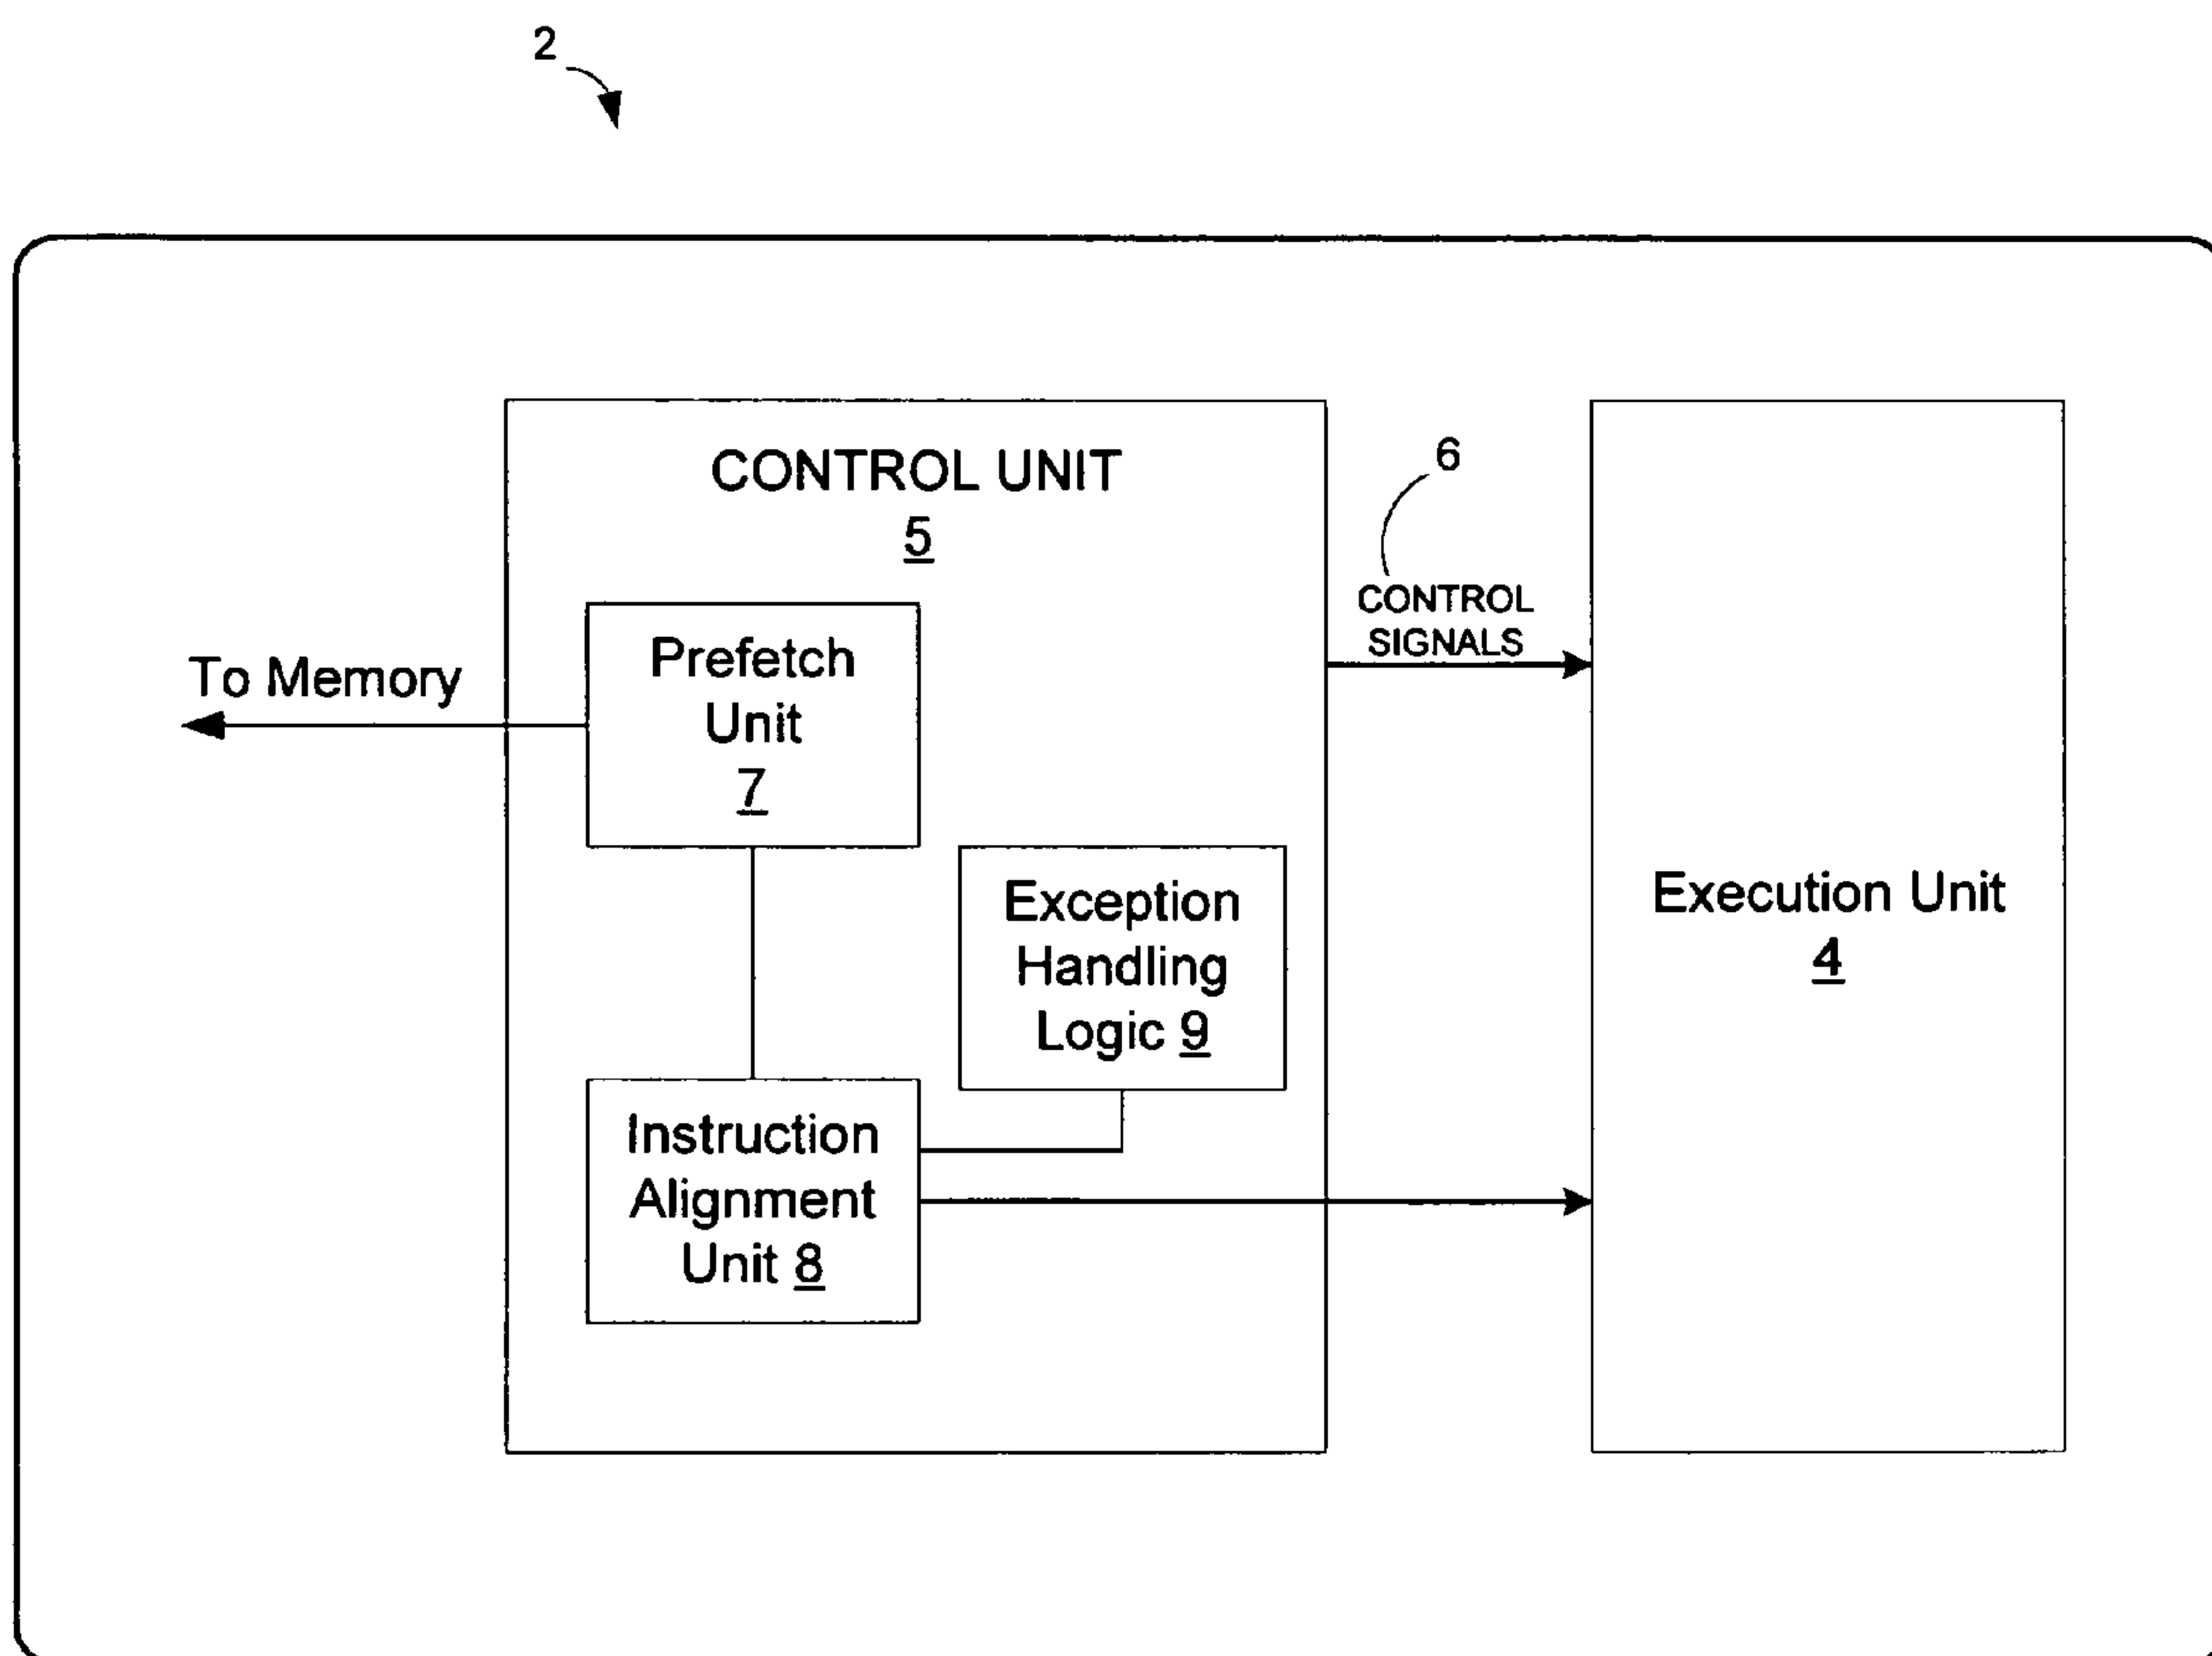 2
CONTROL UNIT
5
6
CONTROL
SIGNALS
To Memory
Prefetch
Unit
7
Exception
Handling
Logic 9
Execution Unit
4
Instruction
Alignment
Unit 8